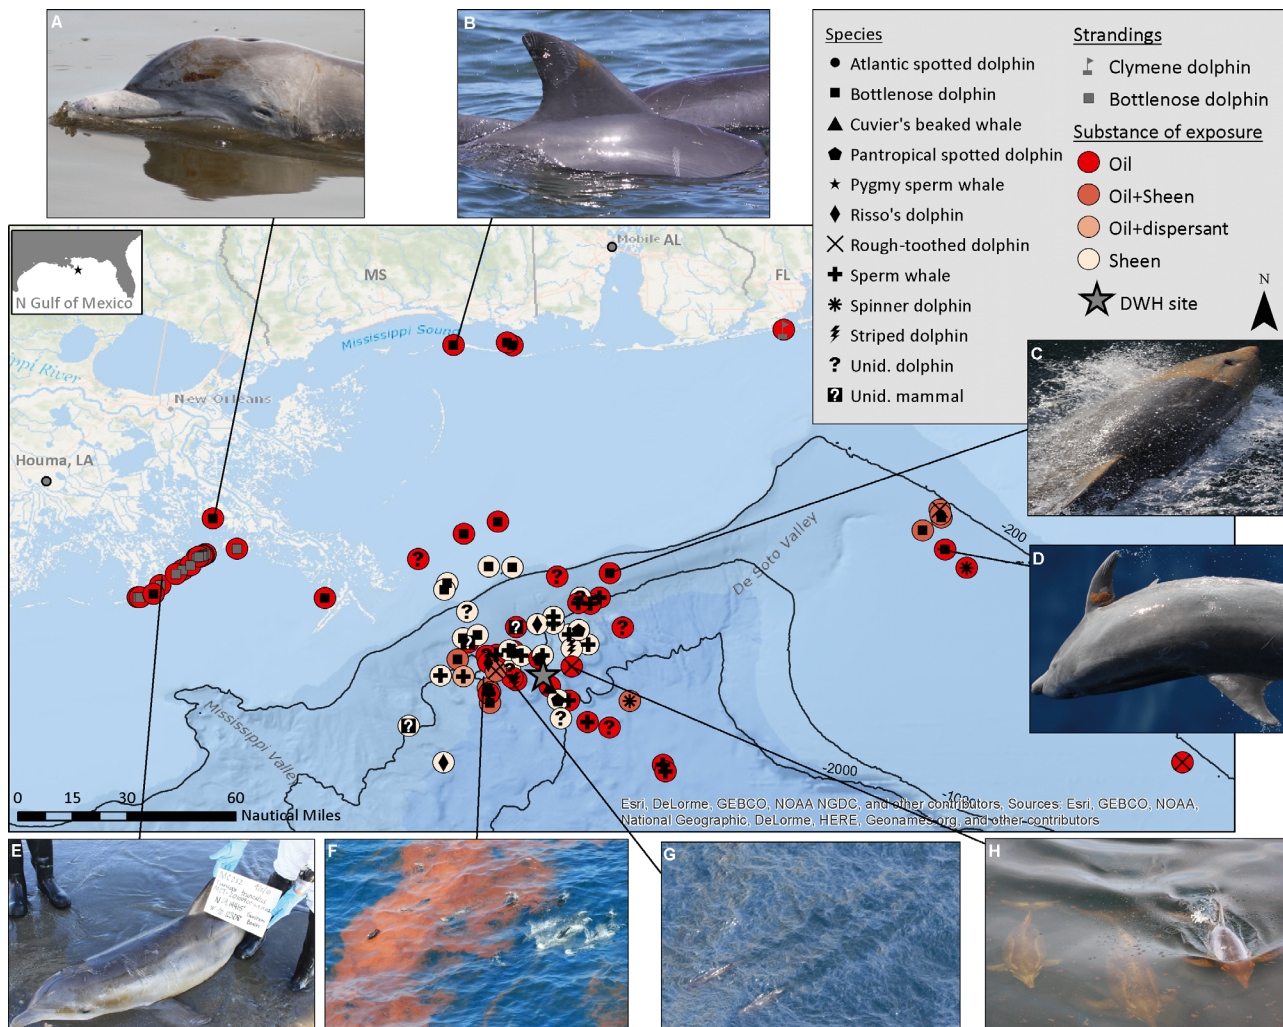 A
B
Species
Atlantic spotted dolphin
Bottlenose dolphin
Cuvier's beaked whale
Pantropical spotted dolphin
Pygmy sperm whale
Risso's dolphin
Rough-toothed dolphin
Sperm whale
Spinner dolphin
Striped dolphin
? Unid. dolphin
? Unid. mammal
Strandings
Clymene dolphin
Bottlenose dolphin
Substance of exposure
Oil
Oil+Sheen
Oil+dispersant
Sheen
DWH site
N
N Gulf of Mexico
MS
Mobile AL
FL
Mississippi Sound
ppi River
New Orleans
Houma, LA
C
De Soto Valley
-200
D
Mississippi Valley
-2000
0 15 30 60
Nautical Miles
Esri, DeLorme, GEBCO, NOAA NGDC, and other contributors, Sources: Esri, GEBCO, NOAA,
National Geographic, DeLorme, HERE, Geonames.org, and other contributors
E
F
G
H